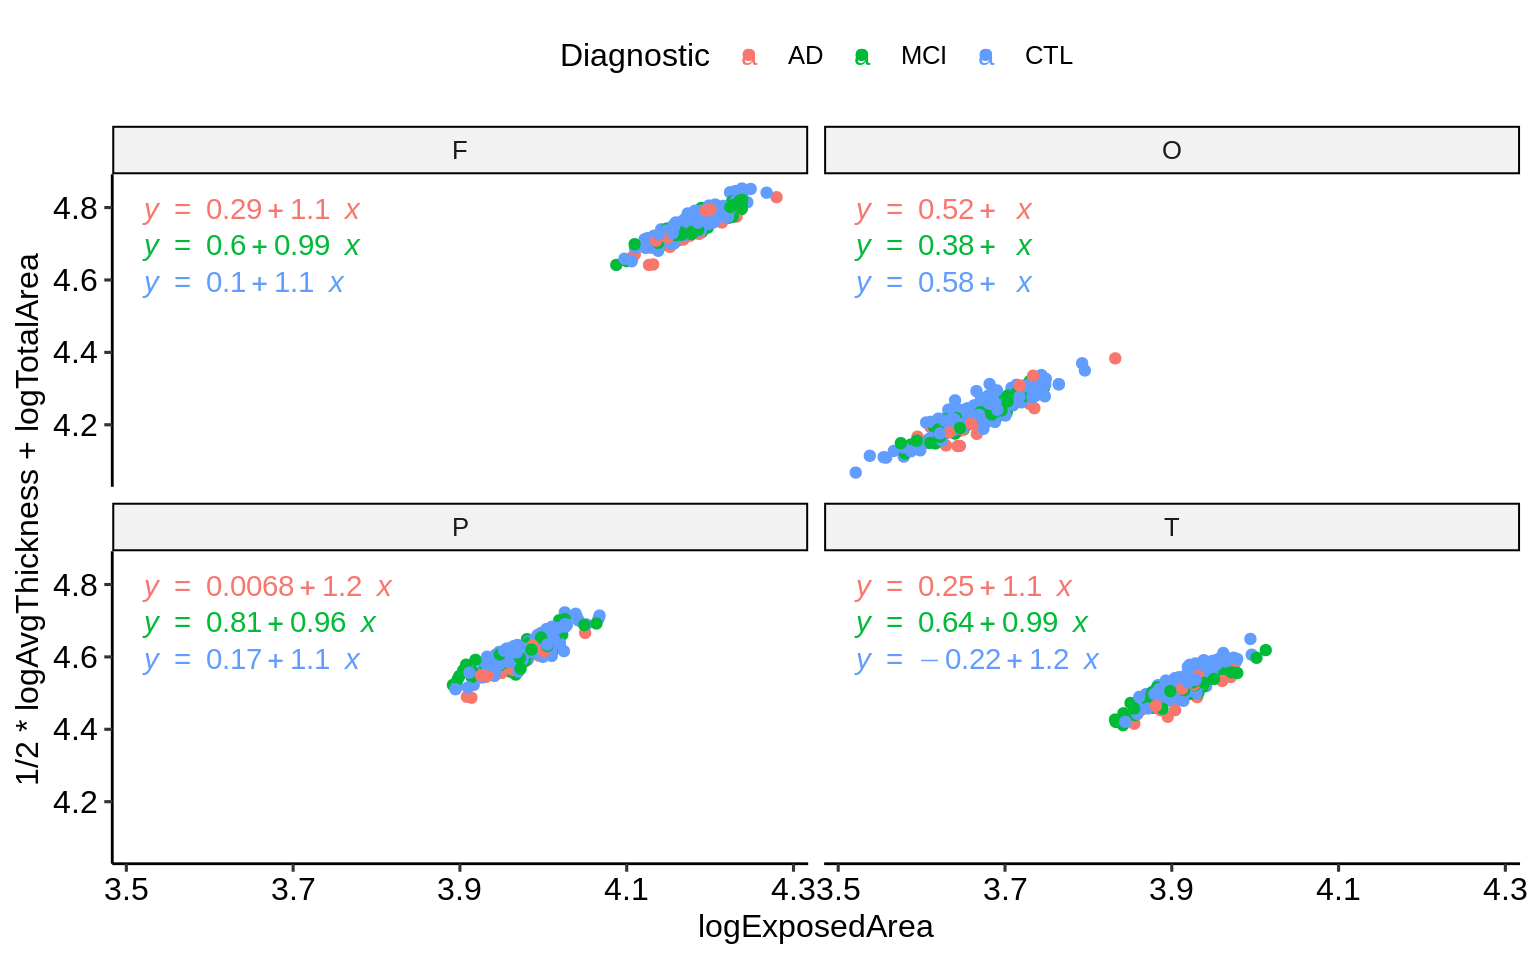 Diagnostic a AD a MCI a CTL
F
O
y = 0.29 + 1.1 x
y = 0.6 + 0.99 x
y = 0.1 + 1.1 x
y = 0.52 + x
y = 0.38 + x
y = 0.58 + x
4.8
4.6
4.4
4.2
P
T
y = 0.0068 + 1.2 x
y = 0.81 + 0.96 x
y = 0.17 + 1.1 x
y = 0.25 + 1.1 x
y = 0.64 + 0.99 x
y = − 0.22 + 1.2 x
4.8
4.6
4.4
4.2
1/2 * logAvgThickness + logTotalArea
3.5 3.7 3.9 4.1 4.3 3.5 3.7 3.9 4.1 4.3
logExposedArea